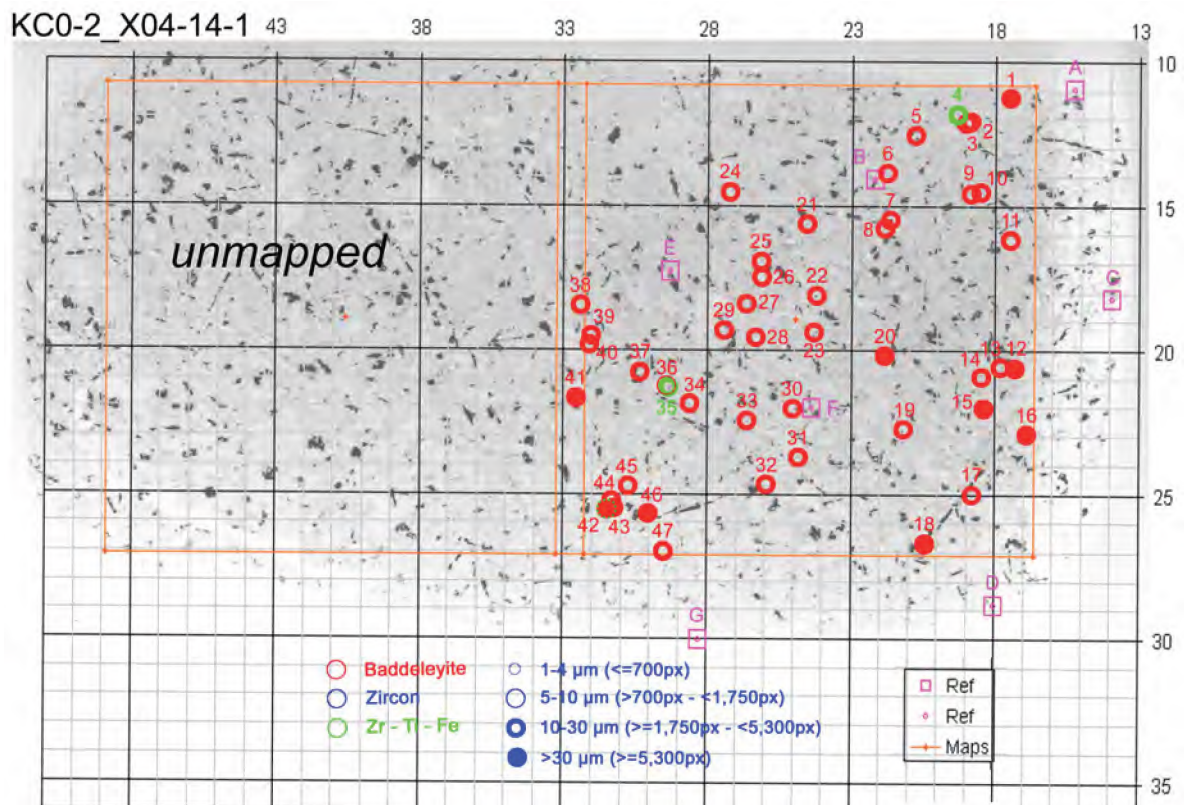 KC0-2_X04-14-1
43 38 33 28 23 18 13
10
15
20
25
30
35
unmapped
A
B
C
D
E
F
G
1
2
3
4
5
6
7
8
9
10
11
12
13
14
15
16
17
18
19
20
21
22
23
24
25
26
27
28
29
30
31
32
33
34
35
36
37
38
39
40
41
42
43
44
45
46
47
Baddeleyite
Zircon
Zr - Ti - Fe
1-4 µm (<=700px)
5-10 µm (>700px - <1,750px)
10-30 µm (>=1,750px - <5,300px)
>30 µm (>=5,300px)
Ref
Ref
Maps